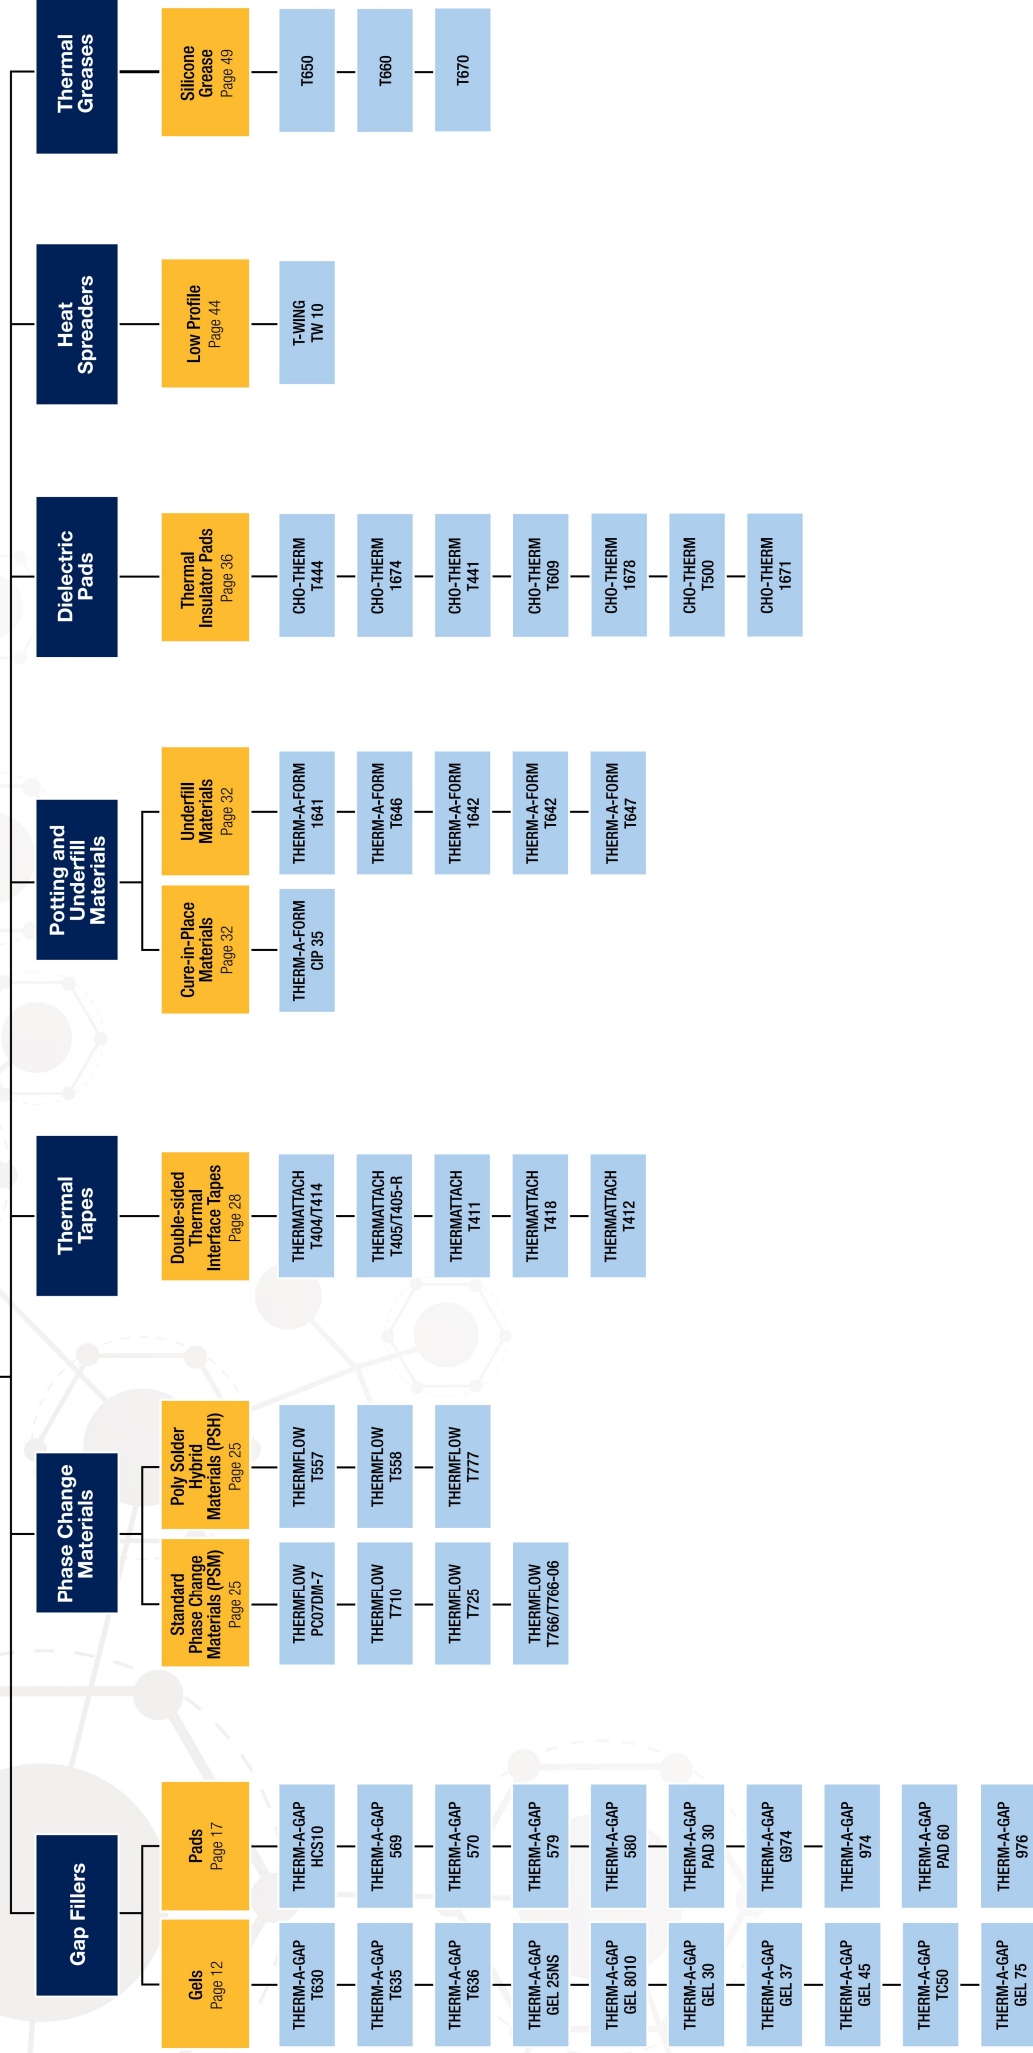 Gap Fillers
Gels
Page 12
THERM-A-GAP
T630
THERM-A-GAP
T635
THERM-A-GAP
T636
THERM-A-GAP
GEL 25NS
THERM-A-GAP
GEL 8010
THERM-A-GAP
GEL 30
THERM-A-GAP
GEL 37
THERM-A-GAP
GEL 45
THERM-A-GAP
TC50
THERM-A-GAP
GEL 75
Pads
Page 17
THERM-A-GAP
HCS10
THERM-A-GAP
569
THERM-A-GAP
570
THERM-A-GAP
579
THERM-A-GAP
580
THERM-A-GAP
PAD 30
THERM-A-GAP
G974
THERM-A-GAP
974
THERM-A-GAP
PAD 60
THERM-A-GAP
976
Phase Change
Materials
Standard
Phase Change
Materials (PSM)
Page 25
THERMFLOW
PC07DM-7
THERMFLOW
T710
THERMFLOW
T725
THERMFLOW
T766/T766-06
Poly Solder
Hybrid
Materials (PSH)
Page 25
THERMFLOW
T557
THERMFLOW
T558
THERMFLOW
T777
Thermal
Tapes
Double-sided
Thermal
Interface Tapes
Page 28
THERMATTACH
T404/T414
THERMATTACH
T405/T405-R
THERMATTACH
T411
THERMATTACH
T418
THERMATTACH
T412
Potting and
Underfill
Materials
Cure-in-Place
Materials
Page 32
THERM-A-FORM
CIP 35
Underfill
Materials
Page 32
THERM-A-FORM
1641
THERM-A-FORM
T646
THERM-A-FORM
1642
THERM-A-FORM
T642
THERM-A-FORM
T647
Dielectric
Pads
Thermal
Insulator Pads
Page 36
CHO-THERM
T444
CHO-THERM
1674
CHO-THERM
T441
CHO-THERM
T609
CHO-THERM
1678
CHO-THERM
T500
CHO-THERM
1671
Heat
Spreaders
Low Profile
Page 44
T-WING
TW 10
Thermal
Greases
Silicone
Grease
Page 49
T650
T660
T670